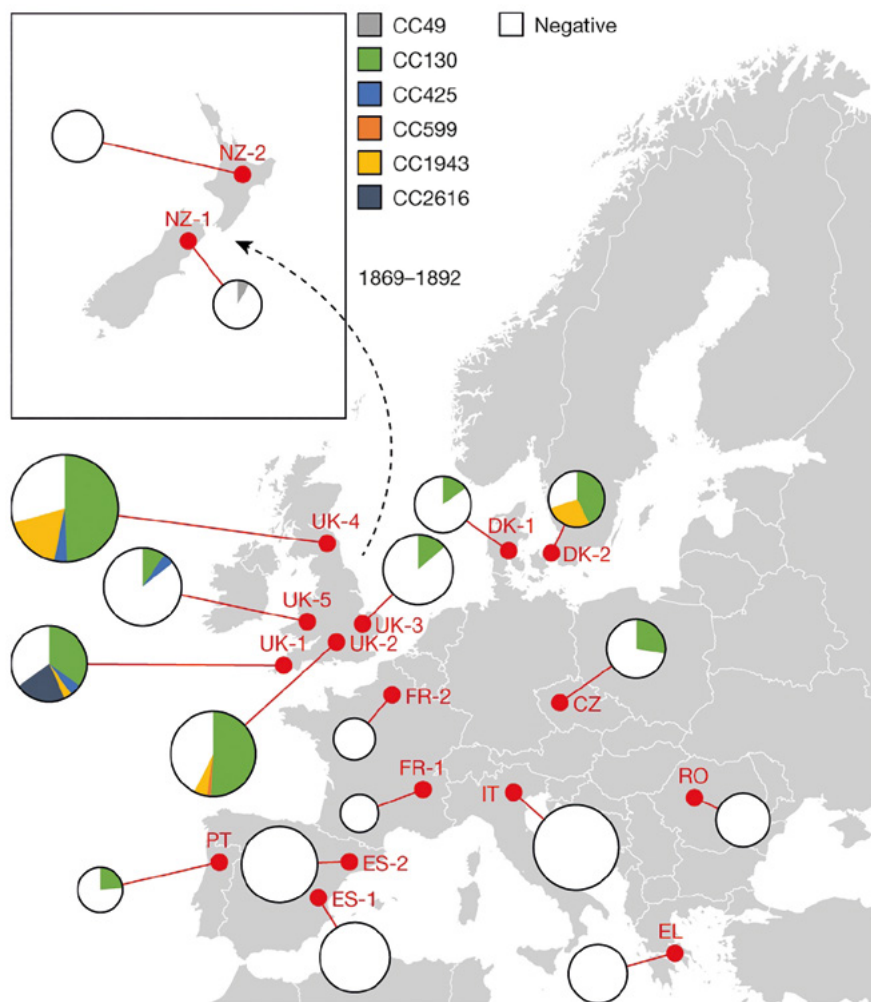 CC49
CC130
CC425
CC599
CC1943
CC2616
Negative
NZ-2
NZ-1
1869–1892
UK-4
DK-1
DK-2
UK-5
UK-3
UK-1
UK-2
CZ
FR-2
FR-1
IT
RO
PT
ES-2
ES-1
EL